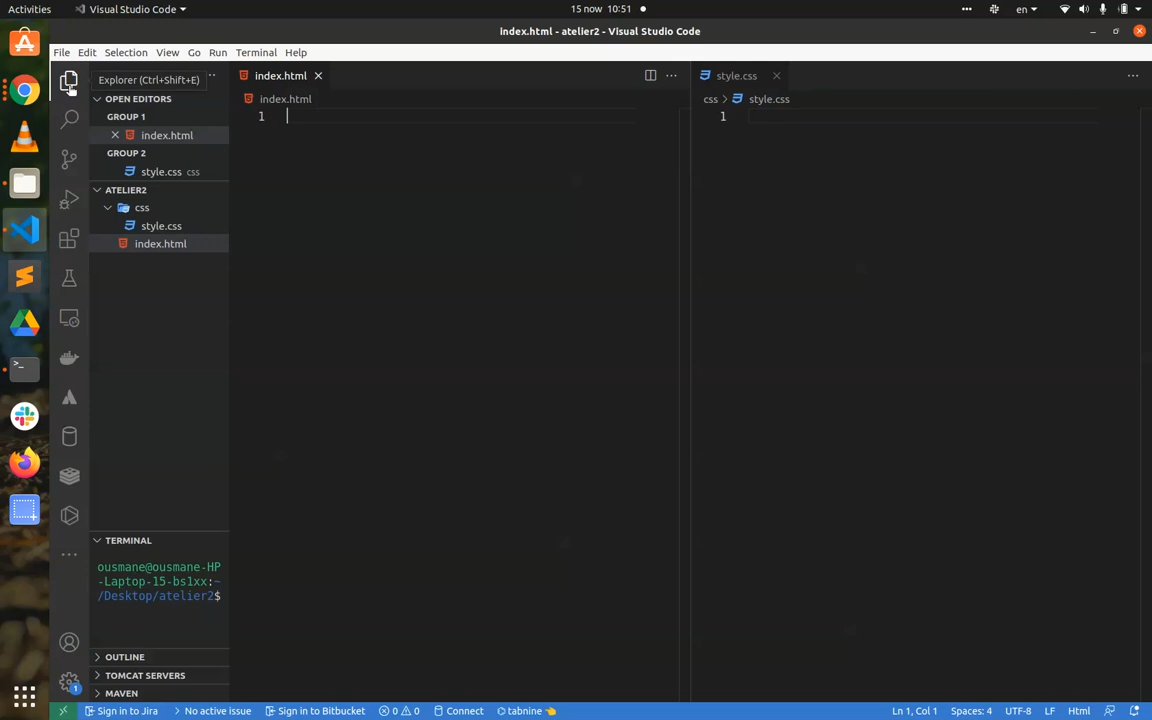 Activities
Visual Studio Code
15 now 10:51
en
index.html - atelier2 - Visual Studio Code
File Edit Selection View Go Run Terminal Help
Explorer (Ctrl+Shift+E)
index.html
style.css
OPEN EDITORS
index.html
css
style.css
GROUP 1
1
1
index.html
GROUP 2
style.css css
ATELIER2
css
style.css
index.html
TERMINAL
ousmane@ousmane-HP
-Laptop-15-bs1xx:~
/Desktop/atelier2$
OUTLINE
TOMCAT SERVERS
1
MAVEN
Sign in to Jira
No active issue
Sign in to Bitbucket
0
0
Connect
tabnine
Ln 1, Col 1
Spaces: 4
UTF-8
LF
Html